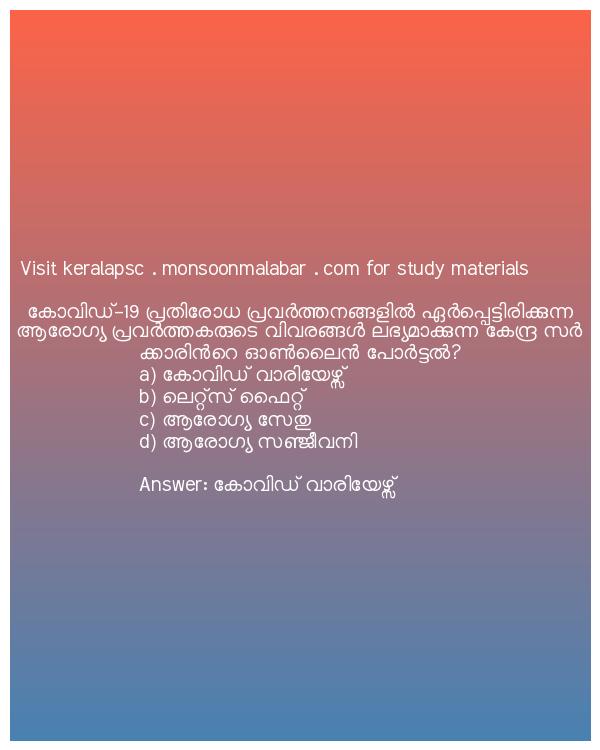 Visit keralapsc . monsoonmalabar . com for study materials
കോവിഡ്-19 പ്രതിരോധ പ്രവർത്തനങ്ങളിൽ ഏർപ്പെട്ടിരിക്കുന്ന
ആരോഗ്യ പ്രവർത്തകരുടെ വിവരങ്ങൾ ലഭ്യമാക്കുന്ന കേന്ദ്ര സർ
ക്കാരിൻറെ ഓൺലൈൻ പോർട്ടൽ?
a) കോവിഡ് വാരിയേഴ്സ്
b) ലെറ്റ്സ് ഫൈറ്റ്
c) ആരോഗ്യ സേതു
d) ആരോഗ്യ സഞ്ജീവനി
Answer: കോവിഡ് വാരിയേഴ്സ്